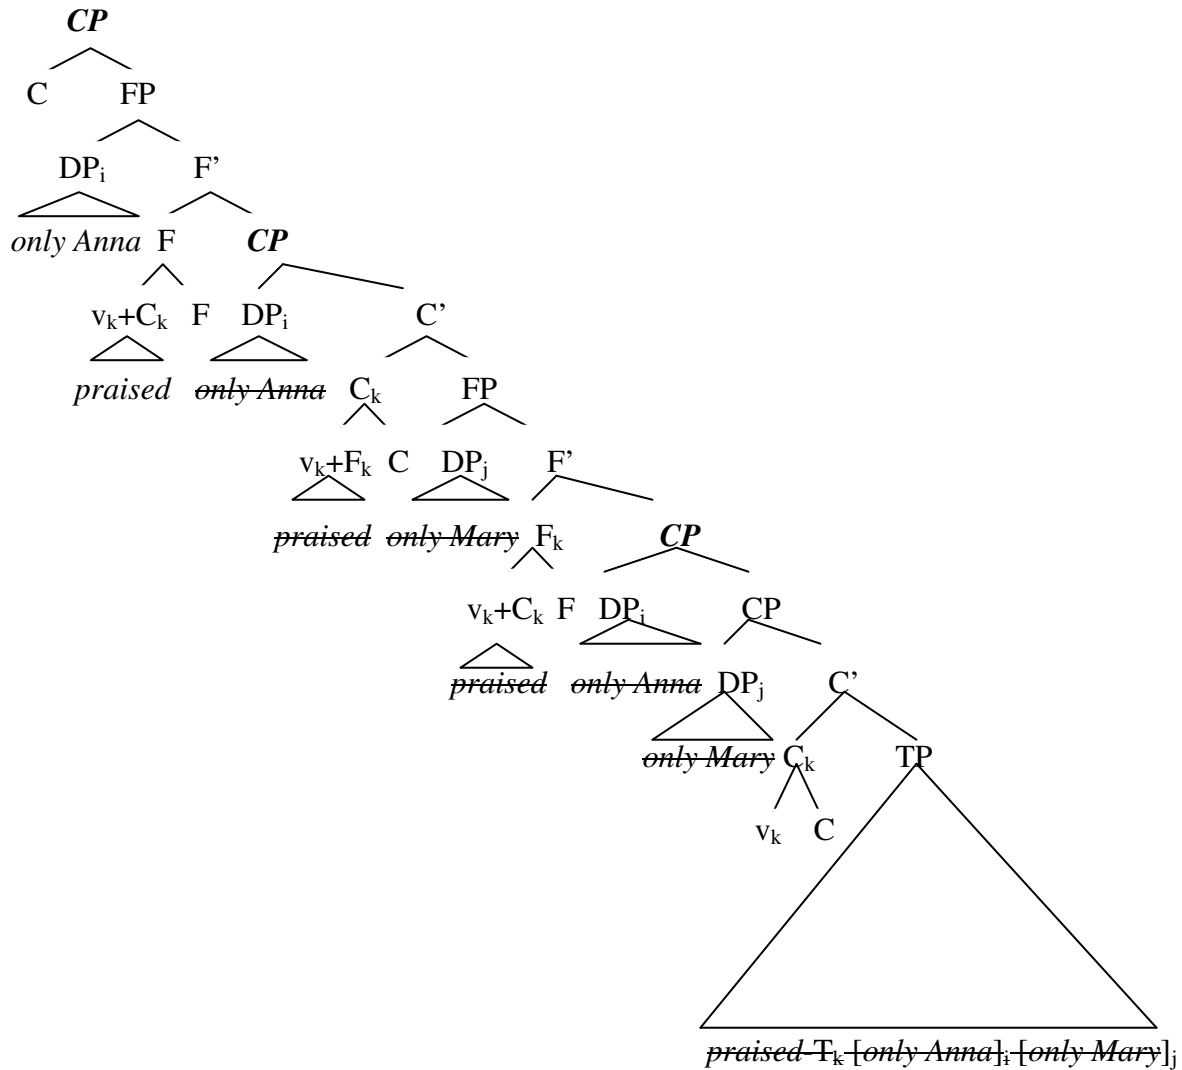 CP
C FP
DPi F’
only Anna F CP
vk+Ck F DPi C’
praised only Anna Ck FP
vk+Fk C DPj F’
praised only Mary Fk CP
vk+Ck F DPi CP
praised only Anna DPj C’
only Mary Ck TP
vk C
praised-Tk [only Anna]i [only Mary]j